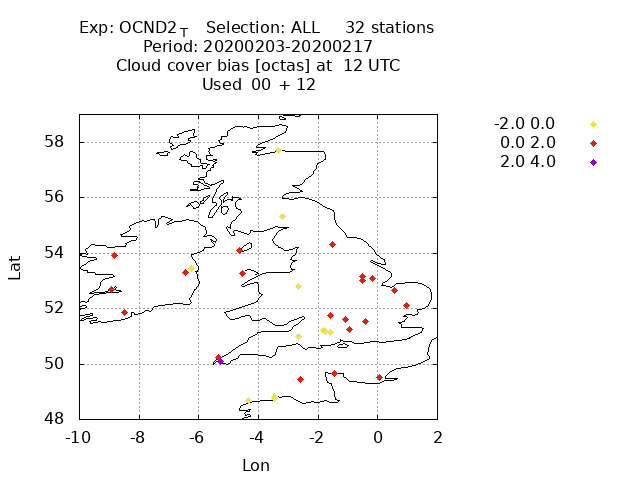 Exp: OCND2_T Selection: ALL 32 stations
Period: 20200203-20200217
Cloud cover bias [octas] at 12 UTC
Used 00 + 12
-2.0 0.0
0.0 2.0
2.0 4.0
58
56
54
52
50
48
Lat
-10 -8 -6 -4 -2 0 2
Lon